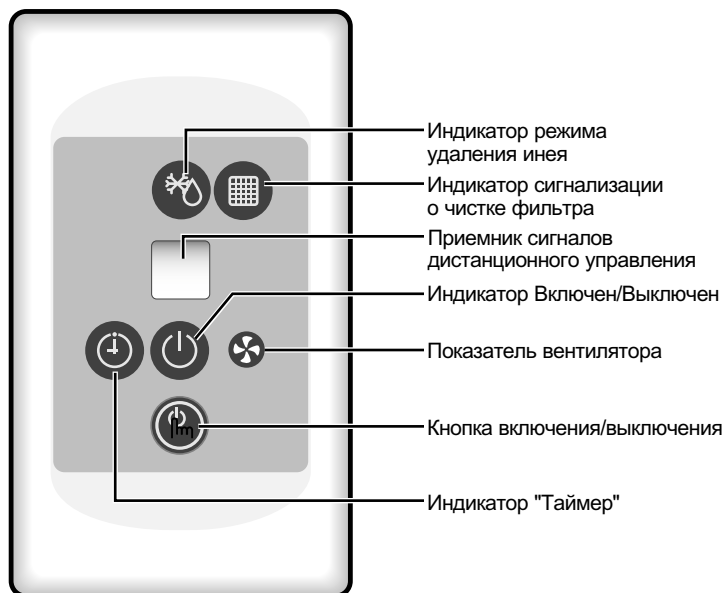 Индикатор режима
удаления инея
Индикатор сигнализации
о чистке фильтра
Приемник сигналов
дистанционного управления
Индикатор Включен/Выключен
Показатель вентилятора
Кнопка включения/выключения
Индикатор "Таймер"